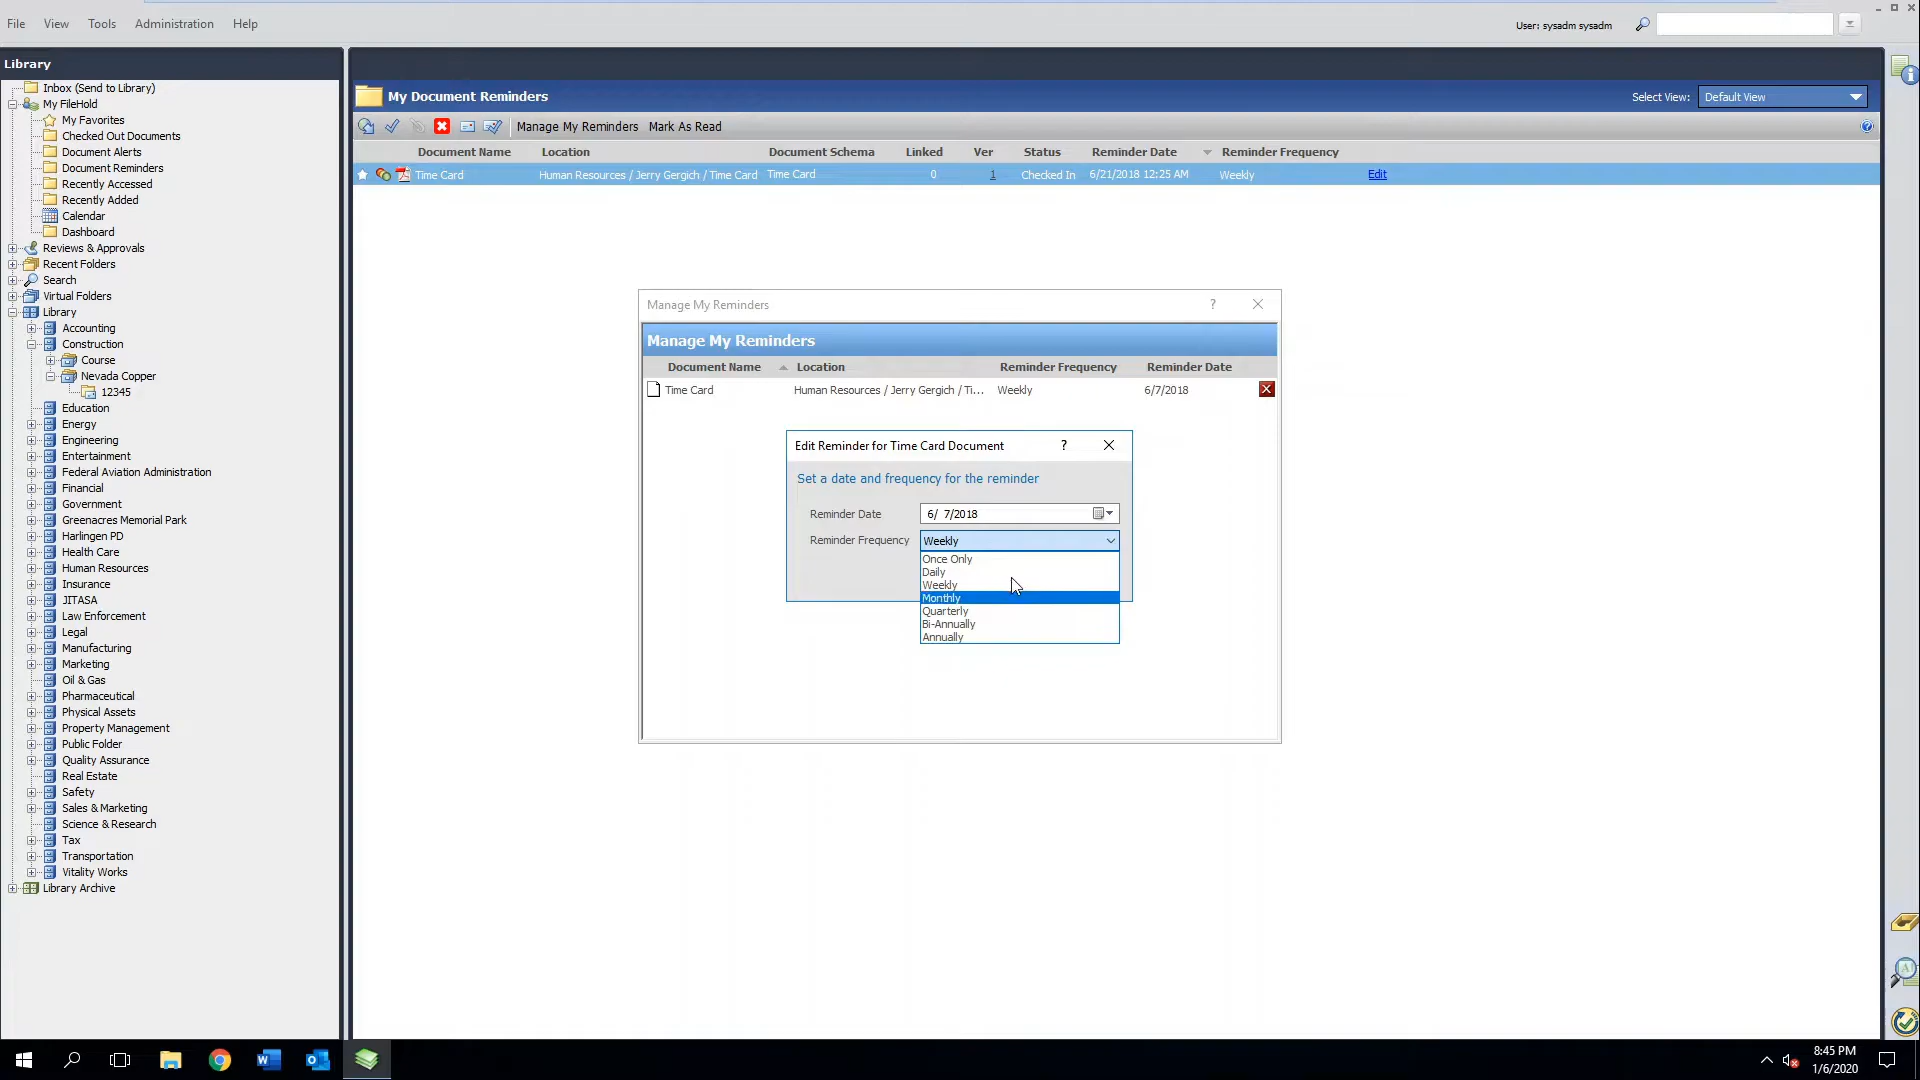 File View Tools Administration Help
User: sysadm sysadm
Library
Inbox (Send to Library)
My FileHold
My Favorites
Checked Out Documents
Document Alerts
Document Reminders
Recently Accessed
Recently Added
Calendar
Dashboard
Reviews & Approvals
Recent Folders
Search
Virtual Folders
Library
Accounting
Construction
Course
Nevada Copper
12345
Education
Energy
Engineering
Entertainment
Federal Aviation Administration
Financial
Government
Greenacres Memorial Park
Harlingen PD
Health Care
Human Resources
Insurance
JITASA
Law Enforcement
Legal
Manufacturing
Marketing
Oil & Gas
Pharmaceutical
Physical Assets
Property Management
Public Folder
Quality Assurance
Real Estate
Safety
Sales & Marketing
Science & Research
Tax
Transportation
Vitality Works
Library Archive
My Document Reminders
Select View: Default View
Manage My Reminders Mark As Read
Document Name Location Document Schema Linked Ver Status Reminder Date Reminder Frequency
Time Card Human Resources / Jerry Gergich / Time Card Time Card 0 1 Checked In 6/21/2018 12:25 AM Weekly Edit
Manage My Reminders ?
Manage My Reminders
Document Name Location Reminder Frequency Reminder Date
Time Card Human Resources / Jerry Gergich / Ti... Weekly 6/7/2018
Edit Reminder for Time Card Document ?
Set a date and frequency for the reminder
Reminder Date 6/ 7/2018
Reminder Frequency Weekly
Once Only
Daily
Weekly
Monthly
Quarterly
Bi-Annually
Annually
8:45 PM
1/6/2020